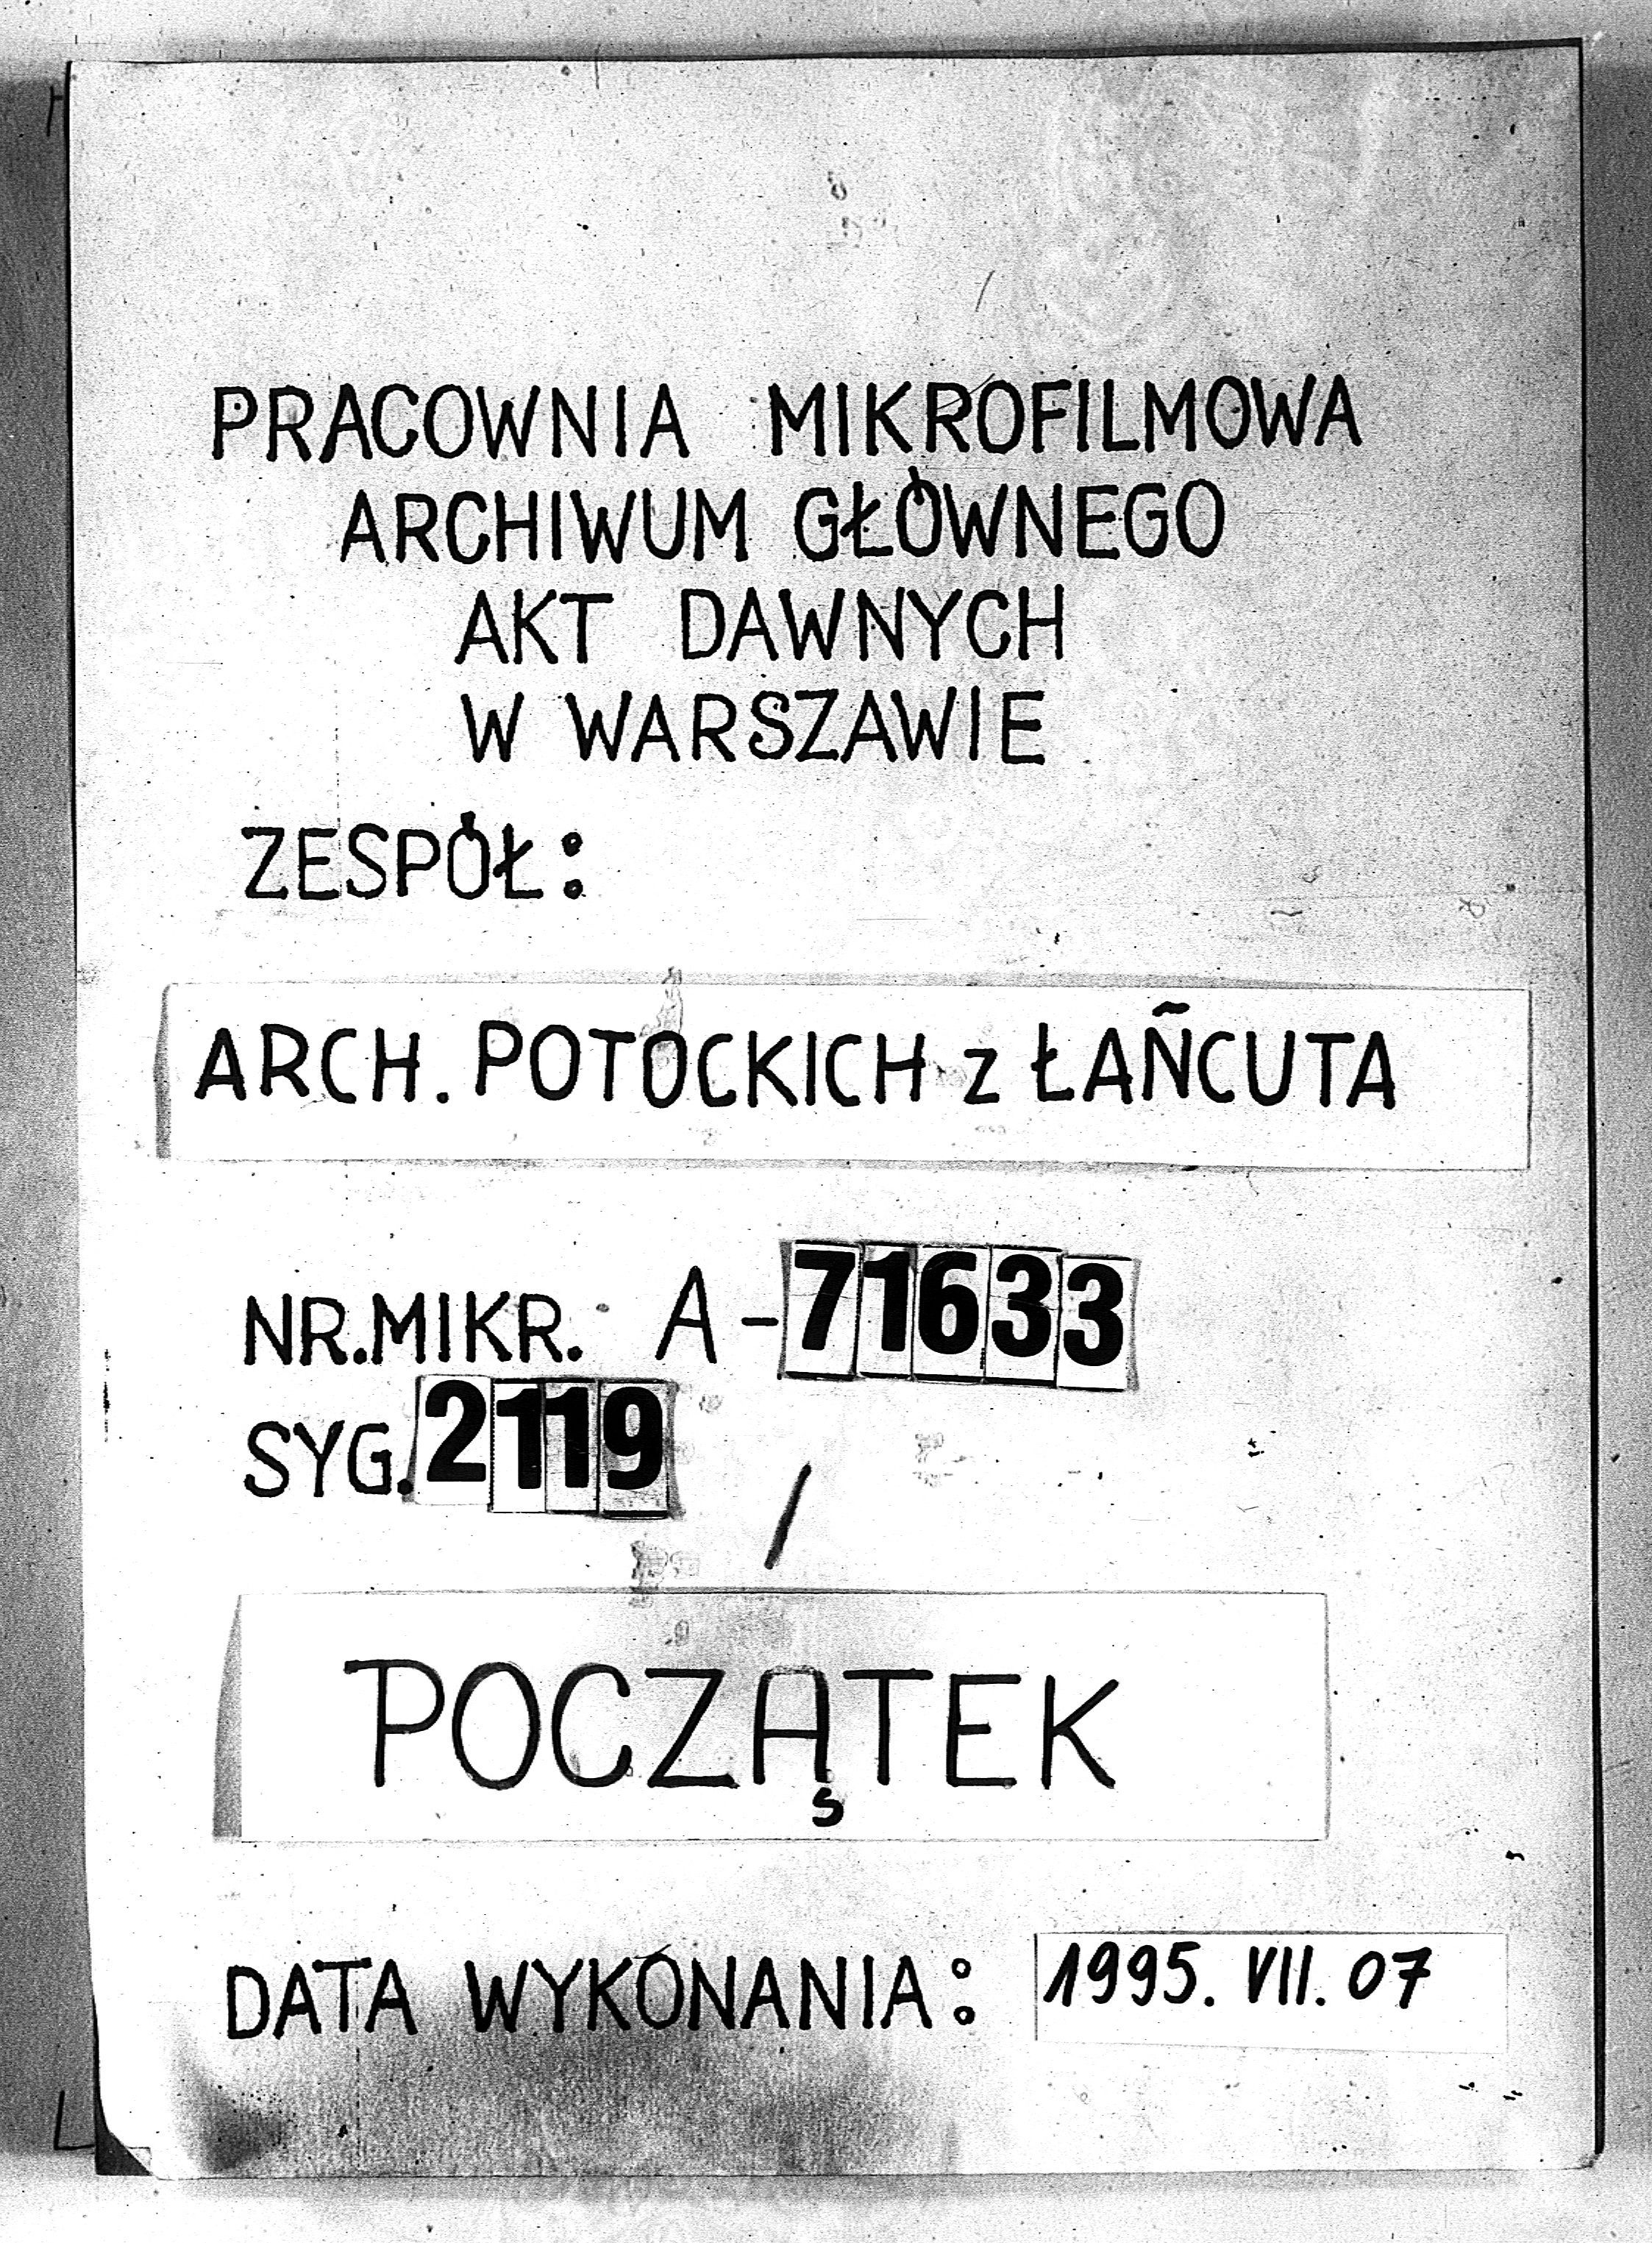 PRACOWNIA MIKROFILMOWA
ARCHIWUM GŁÓWNEGO
AKT DAWNYCH
W WARSZAWIE
ZESPÓŁ:
ARCH. POTOCKICH z ŁAŃCUTA
NR.MIKR. A-71633
SYG. 2119
/
POCZĄTEK
DATA WYKONANIA: 1995. VII. 07